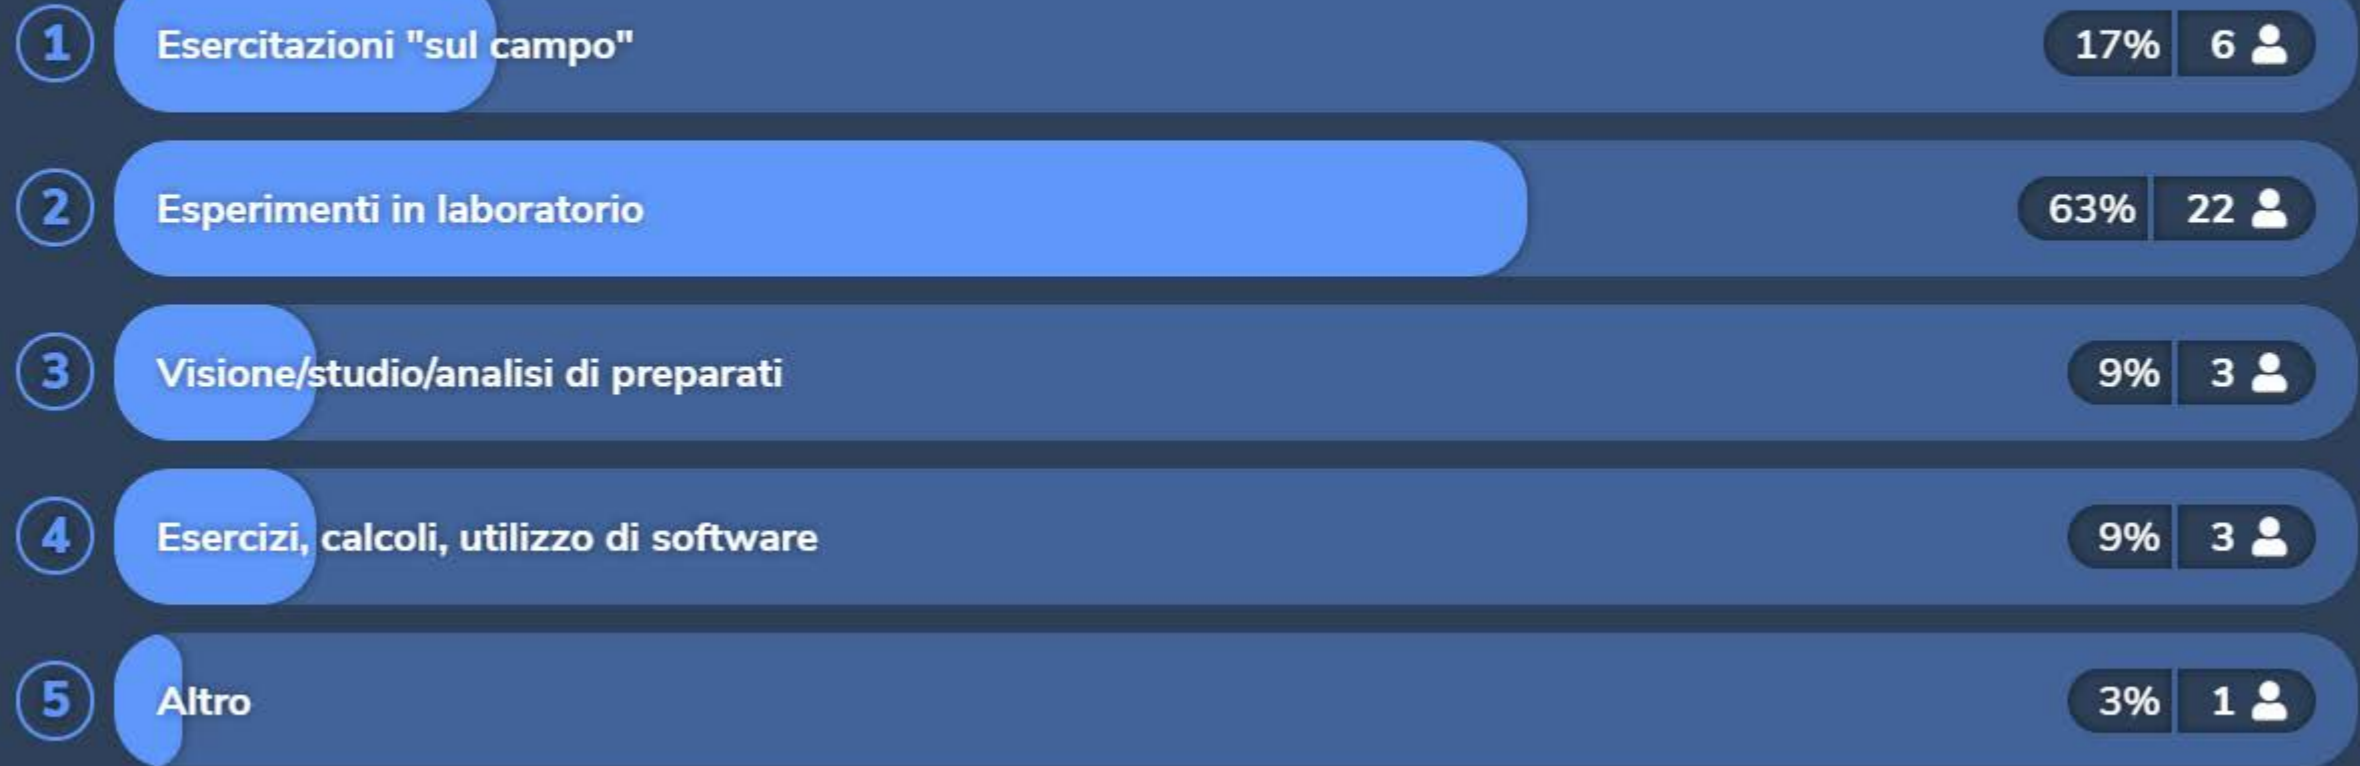 1 Esercitazioni "sul campo" 17% 6
2 Esperimenti in laboratorio 63% 22
3 Visione/studio/analisi di preparati 9% 3
4 Esercizi, calcoli, utilizzo di software 9% 3
5 Altro 3% 1